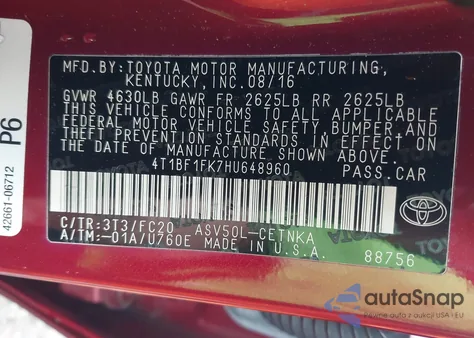 MFD.BY:TOYOTA MOTOR MANUFACTURING,
KENTUCKY,INC.08/16
GVWR 4630LB GAWR FR 2625LB RR 2625LB
THIS VEHICLE CONFORMS TO ALL APPLICABLE
FEDERAL MOTOR VEHICLE SAFETY,BUMPER,AND
THEFT PREVENTION STANDARDS IN EFFECT ON
THE DATE OF MANUFACTURE SHOWN ABOVE.
4T1BF1FK7HU648960 PASS.CAR
C/TR:3T3/FC20 ASV50L-CETNKA
A/TM:-01A/U760E MADE IN U.S.A. 88756
42661-06712 P6
autoSnap